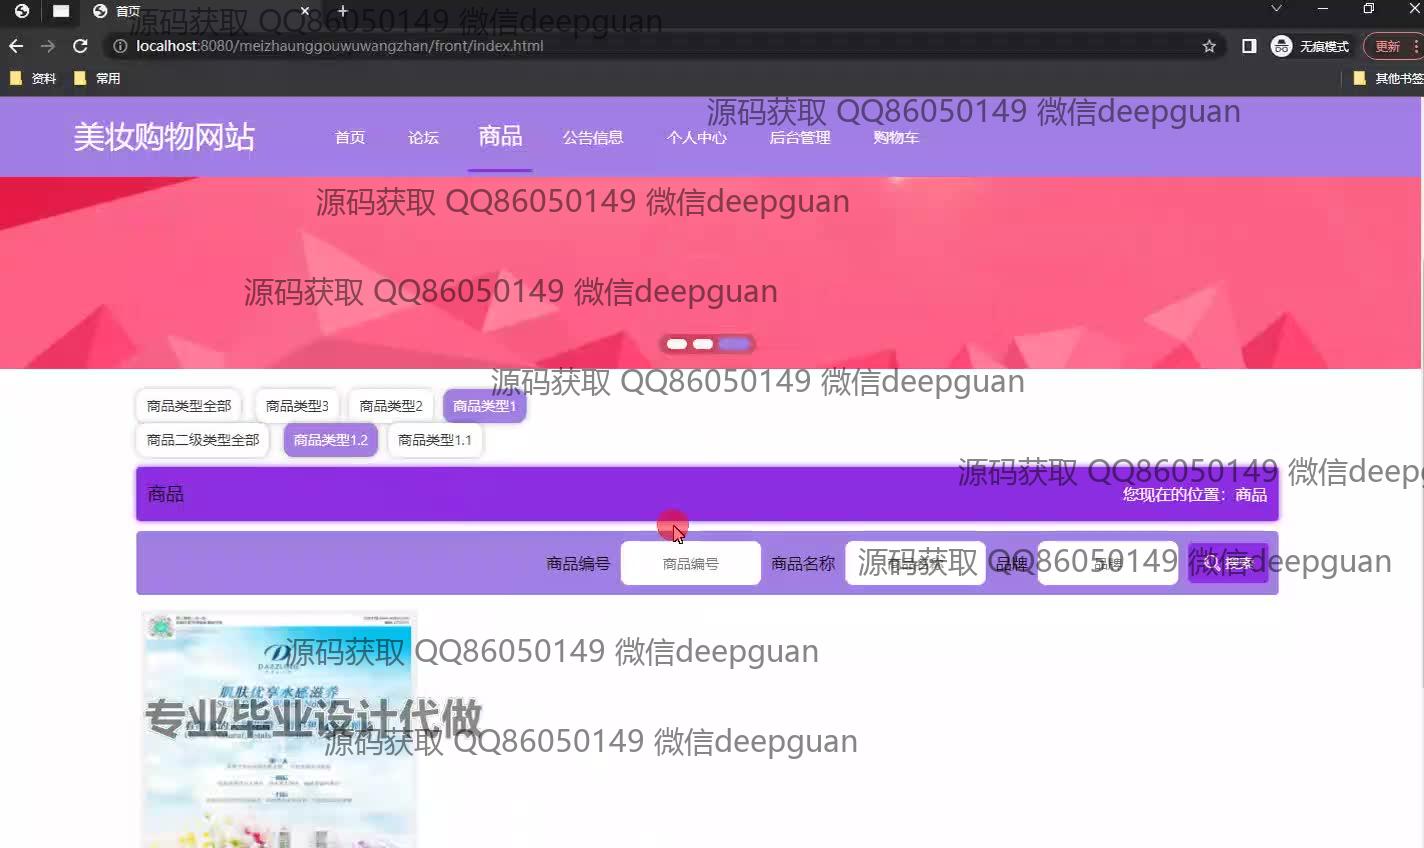 首页
源码获取 QQ86050149 微信deepguan
localhost:8080/meizhaunggouwuwangzhan/front/index.html
无痕模式
更新
资料
常用
其他书签
源码获取 QQ86050149 微信deepguan
美妆购物网站
首页
论坛
商品
公告信息
个人中心
后台管理
购物车
源码获取 QQ86050149 微信deepguan
源码获取 QQ86050149 微信deepguan
源码获取 QQ86050149 微信deepguan
商品类型全部
商品类型3
商品类型2
商品类型1
商品二级类型全部
商品类型1.2
商品类型1.1
源码获取 QQ86050149 微信deepg
商品
您现在的位置：商品
商品编号
商品编号
商品名称
商品名称
品牌
品牌
搜索
源码获取 QQ86050149 微信deepguan
源码获取 QQ86050149 微信deepguan
DAZZLING
肌肤优享水感滋养
专业毕业设计代做
源码获取 QQ86050149 微信deepguan